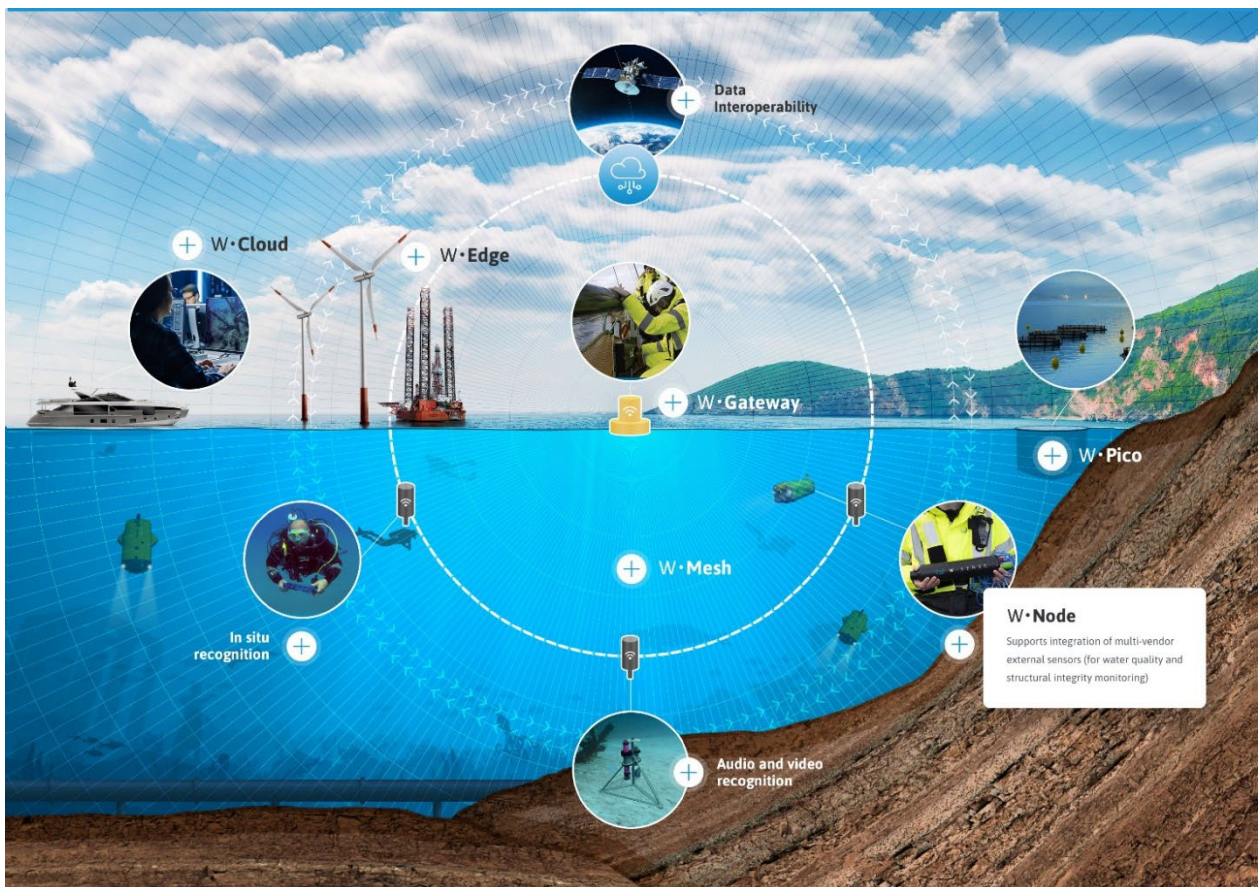 Data
Interoperability
W·Cloud
W·Edge
W·Gateway
W·Pico
W·Mesh
In situ
recognition
W·Node
Supports integration of multi-vendor
external sensors (for water quality and
structural integrity monitoring)
Audio and video
recognition